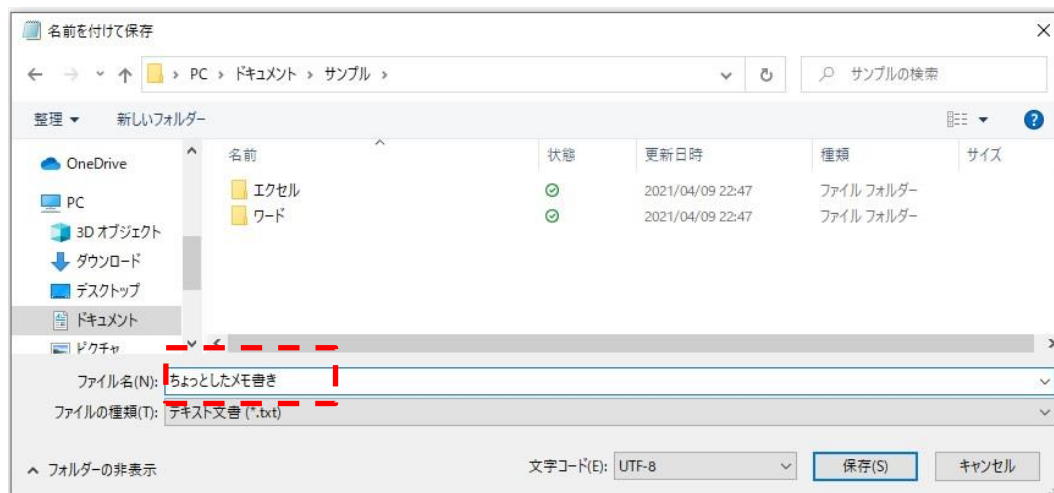 名前を付けて保存
PC › ドキュメント › サンプル ›
サンプルの検索
整理 新しいフォルダー
名前 状態 更新日時 種類 サイズ
OneDrive
PC
3D オブジェクト
ダウンロード
デスクトップ
ドキュメント
ピクチャ
エクセル 2021/04/09 22:47 ファイル フォルダー
ワード 2021/04/09 22:47 ファイル フォルダー
ファイル名(N): ちょっとしたメモ書き
ファイルの種類(T): テキスト文書 (*.txt)
フォルダーの非表示
文字コード(E): UTF-8 保存(S) キャンセル